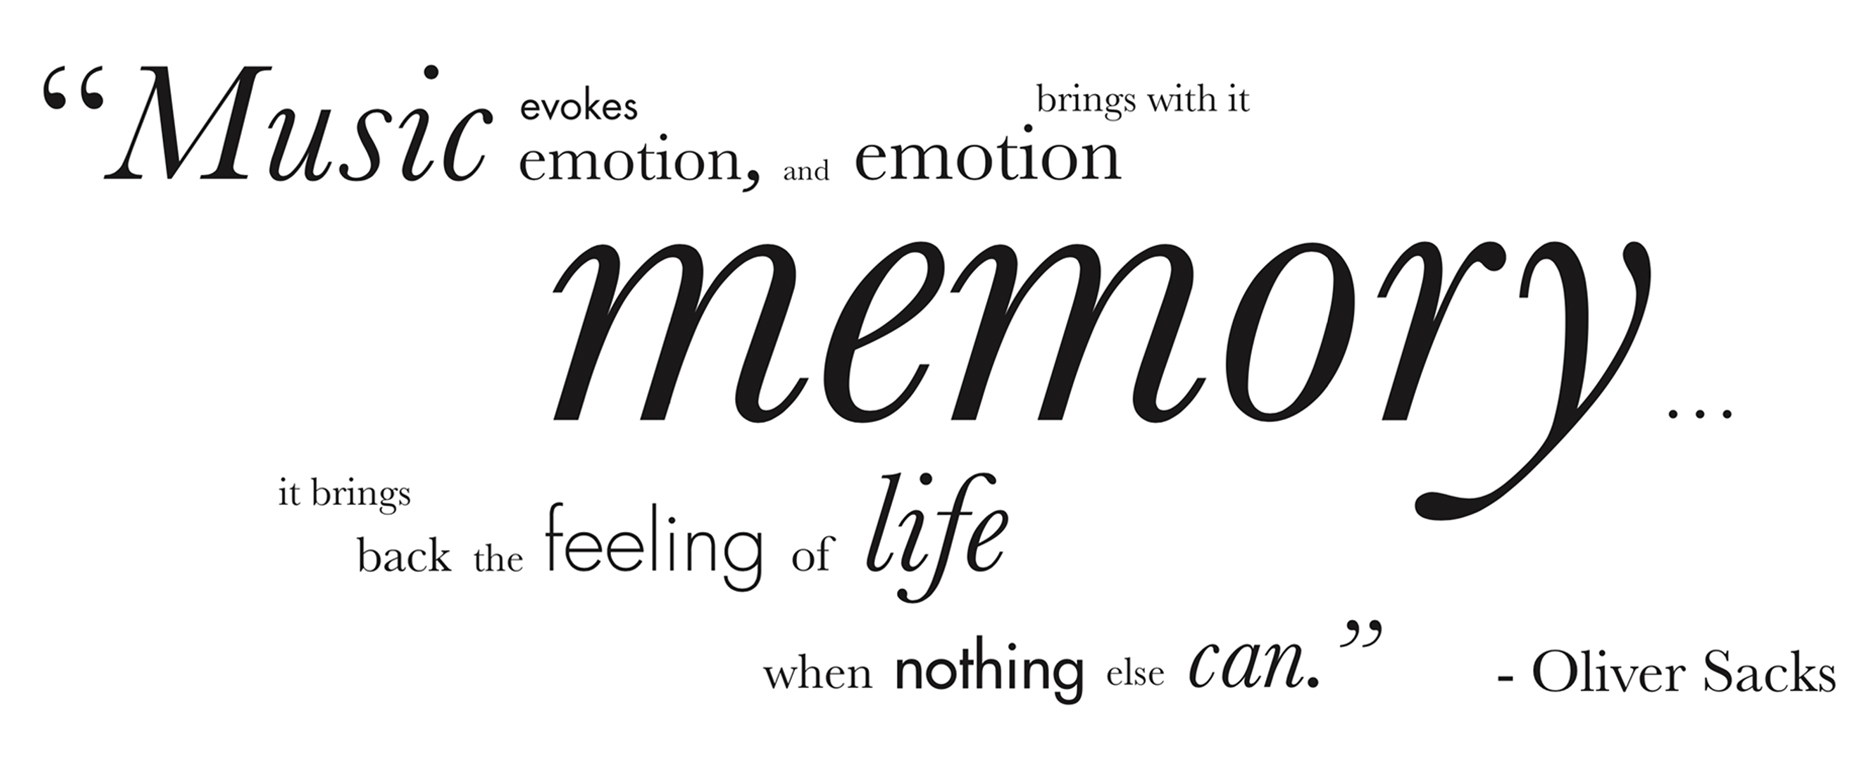 “Music evokes emotion, and emotion brings with it
memory...
it brings
back the feeling of life
when nothing else can.” - Oliver Sacks